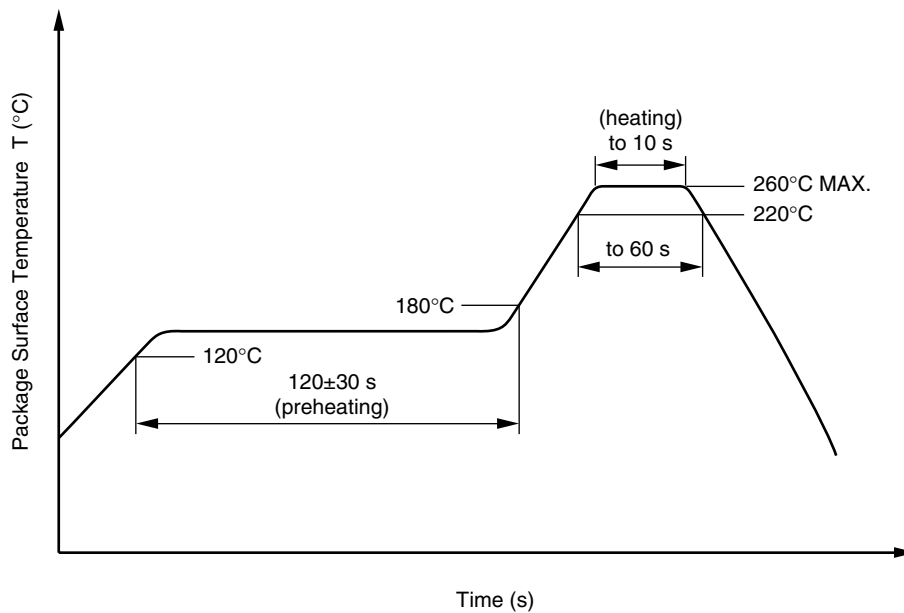 Package Surface Temperature T (°C)
(heating)
to 10 s
260°C MAX.
220°C
to 60 s
180°C
120°C
120±30 s
(preheating)
Time (s)